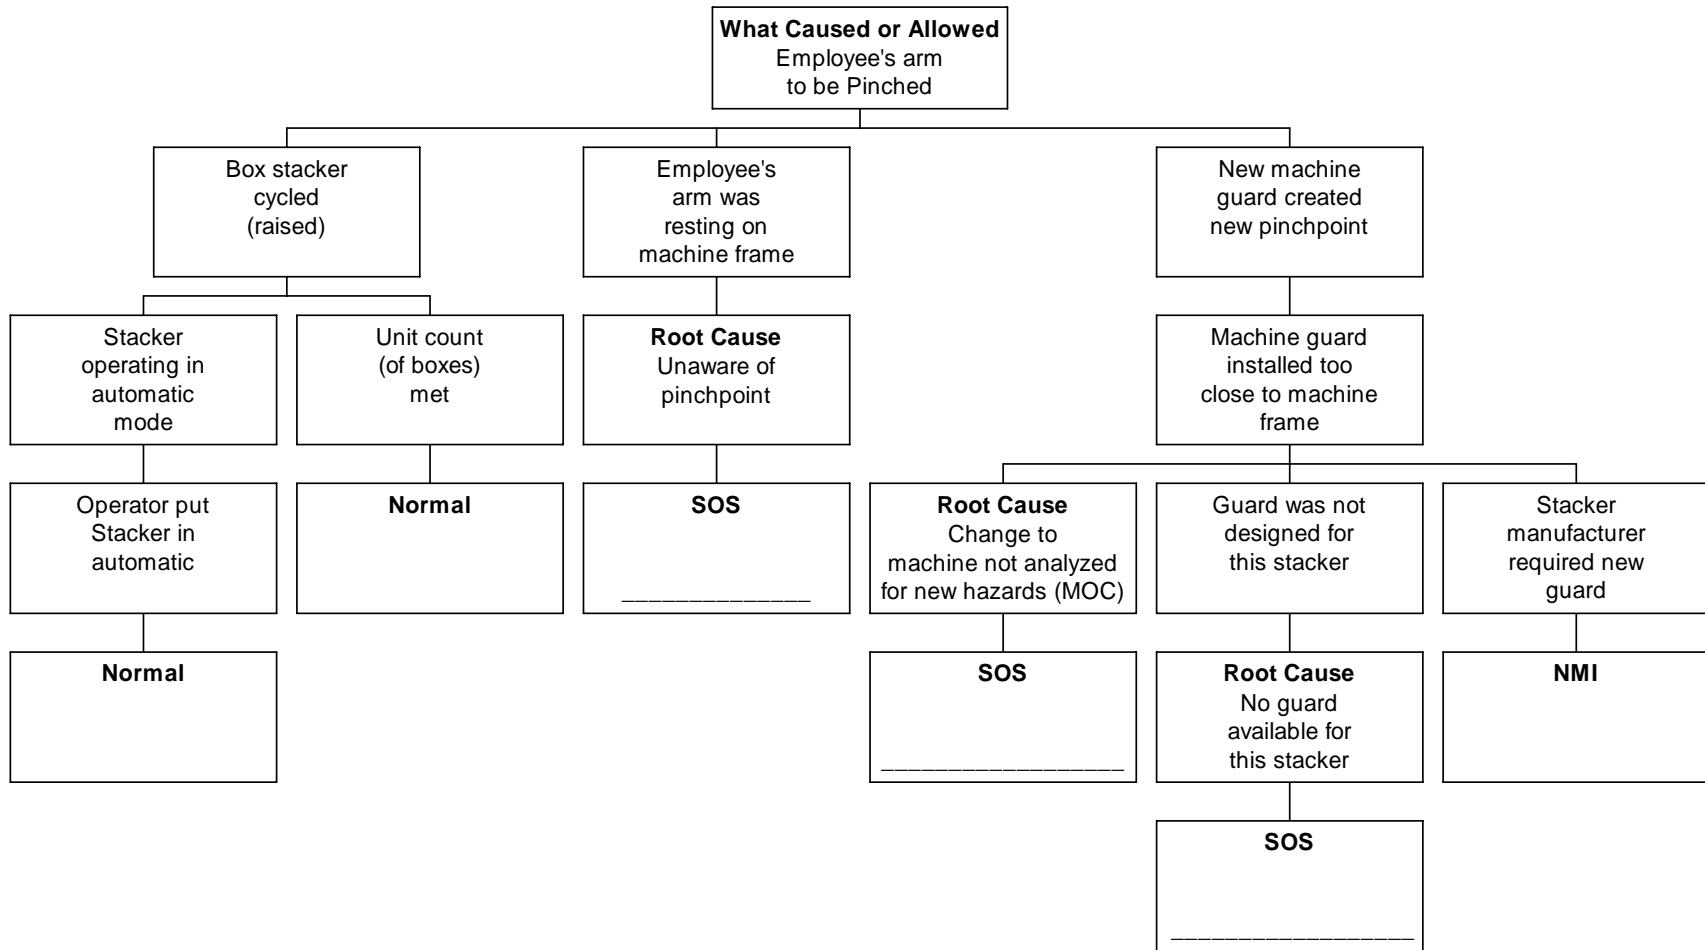 What Caused or Allowed
Employee's arm
to be Pinched
Box stacker
cycled
(raised)
Employee's
arm was
resting on
machine frame
New machine
guard created
new pinchpoint
Stacker
operating in
automatic
mode
Unit count
(of boxes)
met
Root Cause
Unaware of
pinchpoint
Machine guard
installed too
close to machine
frame
Operator put
Stacker in
automatic
Normal
SOS
______________
Root Cause
Change to
machine not analyzed
for new hazards (MOC)
Guard was not
designed for
this stacker
Stacker
manufacturer
required new
guard
Normal
SOS
__________________
Root Cause
No guard
available for
this stacker
NMI
SOS
__________________